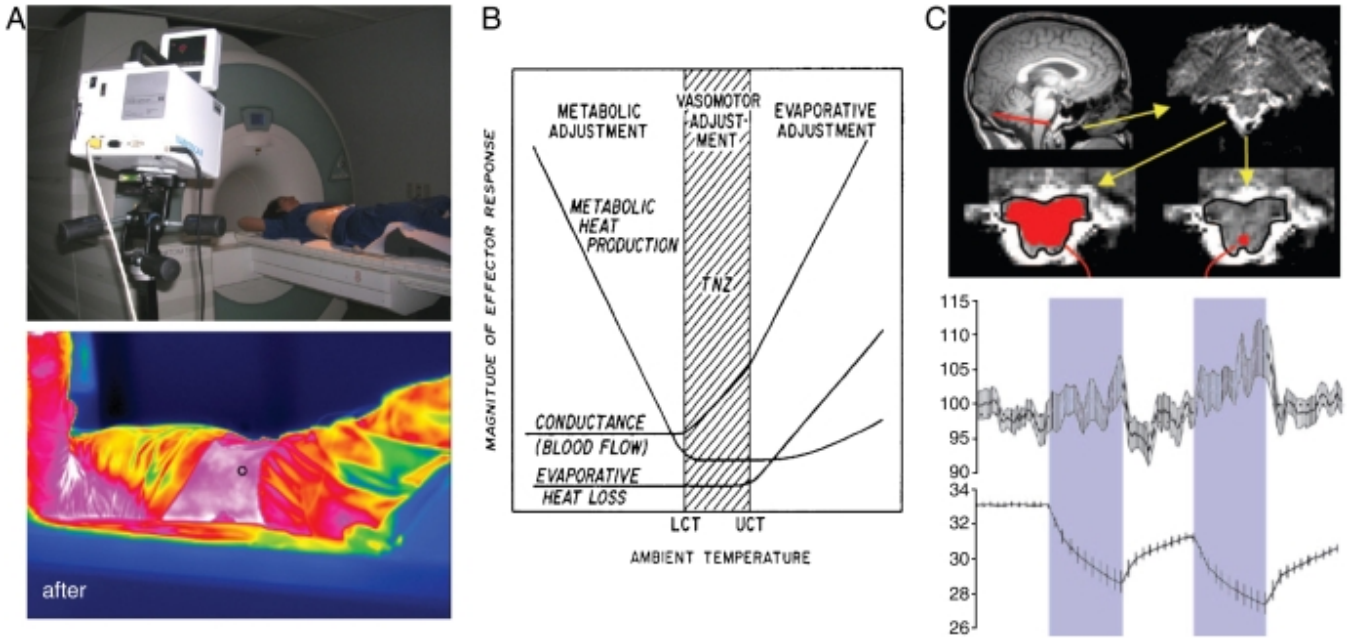 A
after
B
MAGNITUDE OF EFFECTOR RESPONSE
METABOLIC
ADJUSTMENT
VASOMOTOR
ADJUST-
MENT
EVAPORATIVE
ADJUSTMENT
METABOLIC
HEAT
PRODUCTION
TNZ
CONDUCTANCE
(BLOOD FLOW)
EVAPORATIVE
HEAT LOSS
LCT
UCT
AMBIENT TEMPERATURE
C
115
110
105
100
95
90
34
32
30
28
26